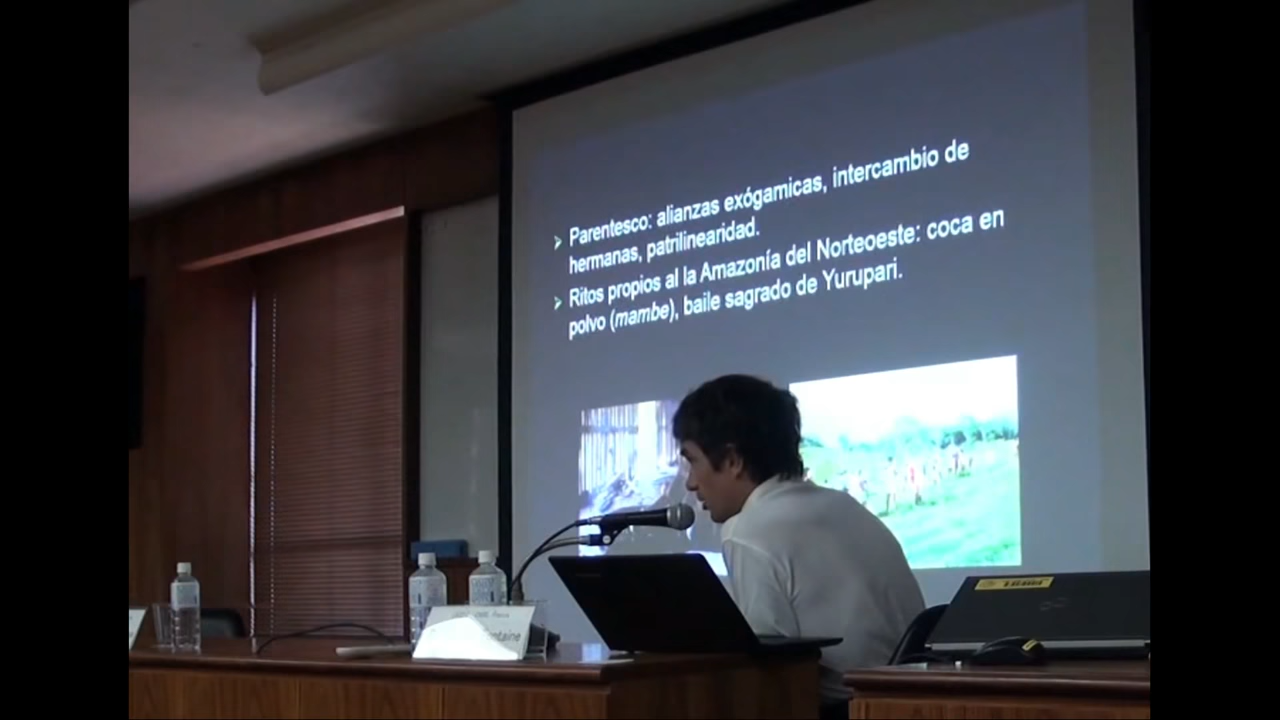 Parentesco: alianzas exógamicas, intercambio de
hermanas, patrilinearidad.
Ritos propios al la Amazonía del Norteoeste: coca en
polvo (mambe), baile sagrado de Yurupari.